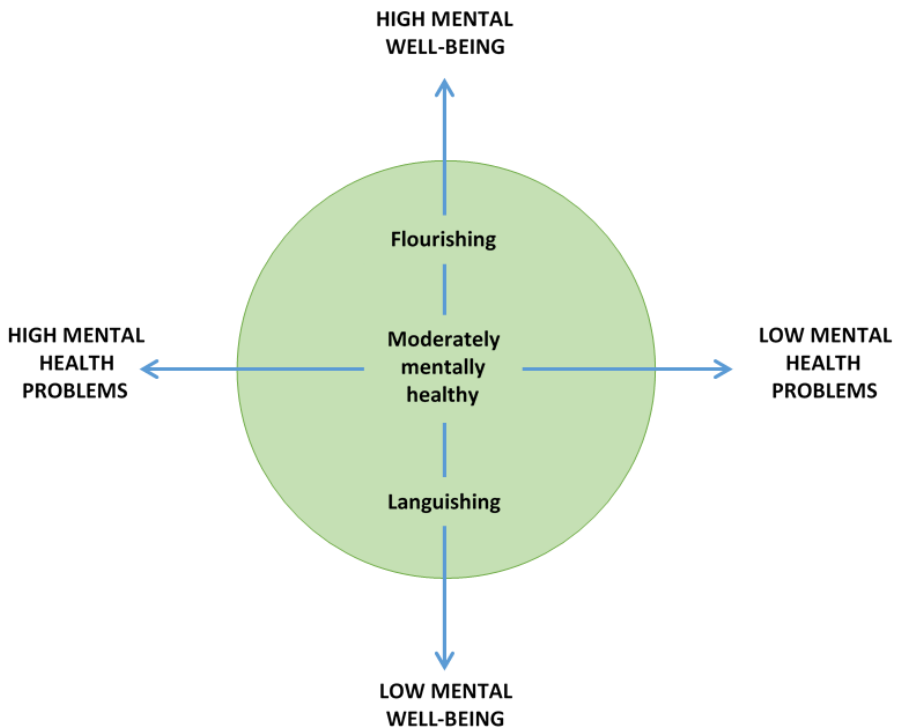 HIGH MENTAL
WELL-BEING
Flourishing
HIGH MENTAL
HEALTH
PROBLEMS
Moderately
mentally
healthy
LOW MENTAL
HEALTH
PROBLEMS
Languishing
LOW MENTAL
WELL-BEING